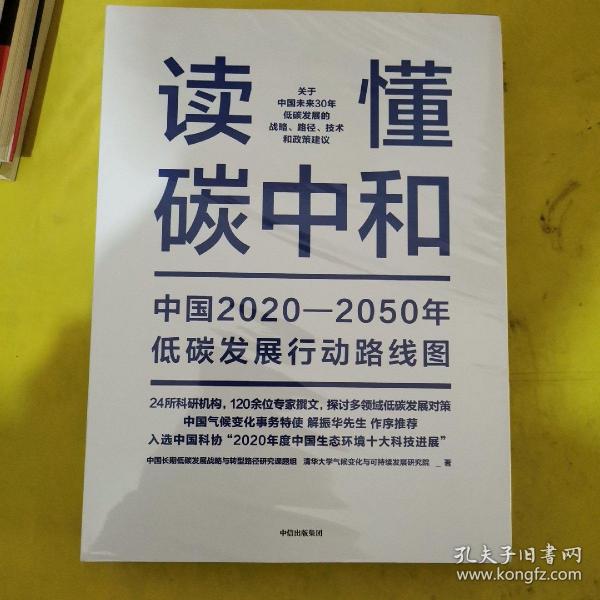 读懂
关于
中国未来30年
低碳发展的
战略、路径、技术
和政策建议
碳中和
中国2020—2050年
低碳发展行动路线图
24所科研机构，120余位专家撰文，探讨多领域低碳发展对策
中国气候变化事务特使 解振华先生 作序推荐
入选中国科协“2020年度中国生态环境十大科技进展”
中国长期低碳发展战略与转型路径研究课题组 清华大学气候变化与可持续发展研究院 _ 著
中信出版集团
孔夫子旧书网
www.kongfz.com